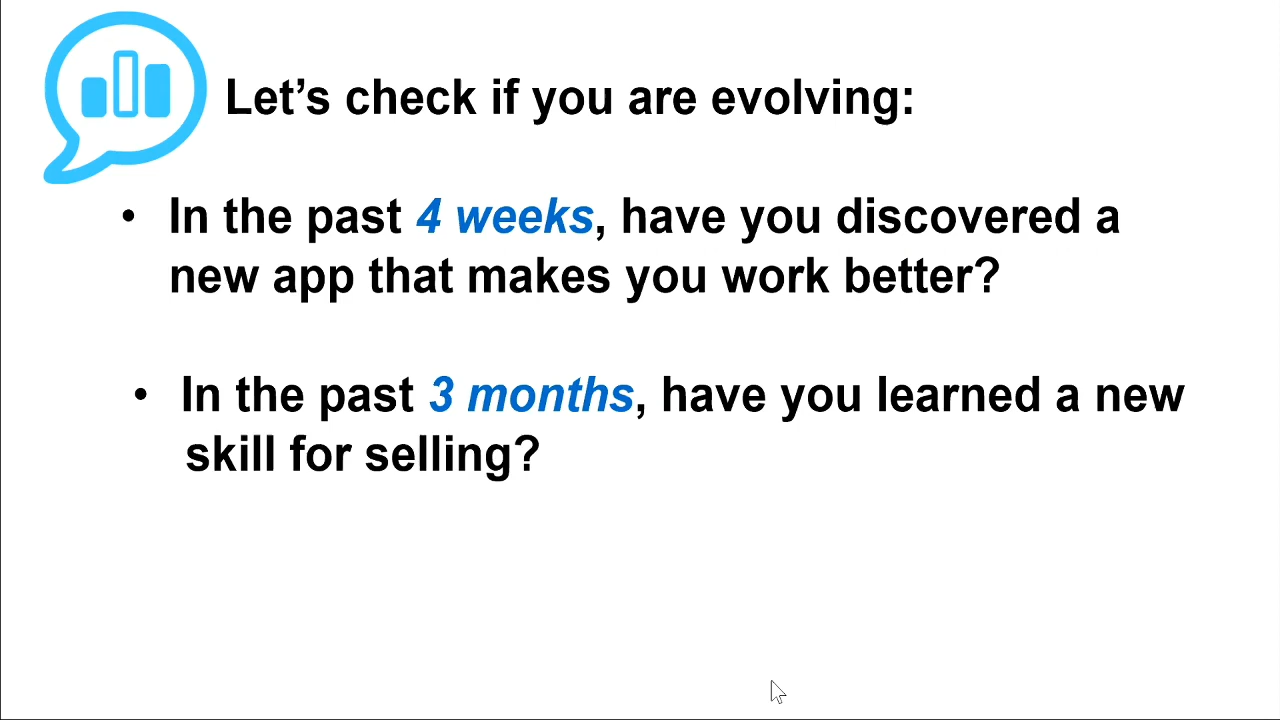 Let’s check if you are evolving:
• In the past 4 weeks, have you discovered a
new app that makes you work better?
• In the past 3 months, have you learned a new
skill for selling?